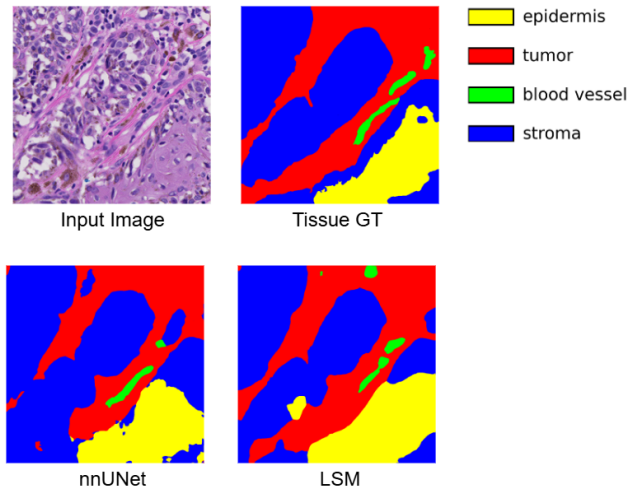 epidermis
tumor
blood vessel
stroma
Input Image
Tissue GT
nnUNet
LSM